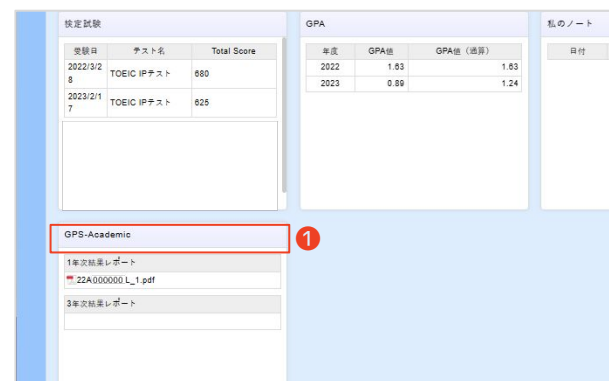 検定試験
受験日 テスト名 Total Score
2022/3/2
8 TOEIC IPテスト 680
2023/2/1
7 TOEIC IPテスト 625
GPA
年度 GPA値 GPA値（通算）
2022 1.63 1.63
2023 0.89 1.24
私のノート
日付
GPS-Academic
1
1年次結果レポート
22A000000 L_1.pdf
3年次結果レポート